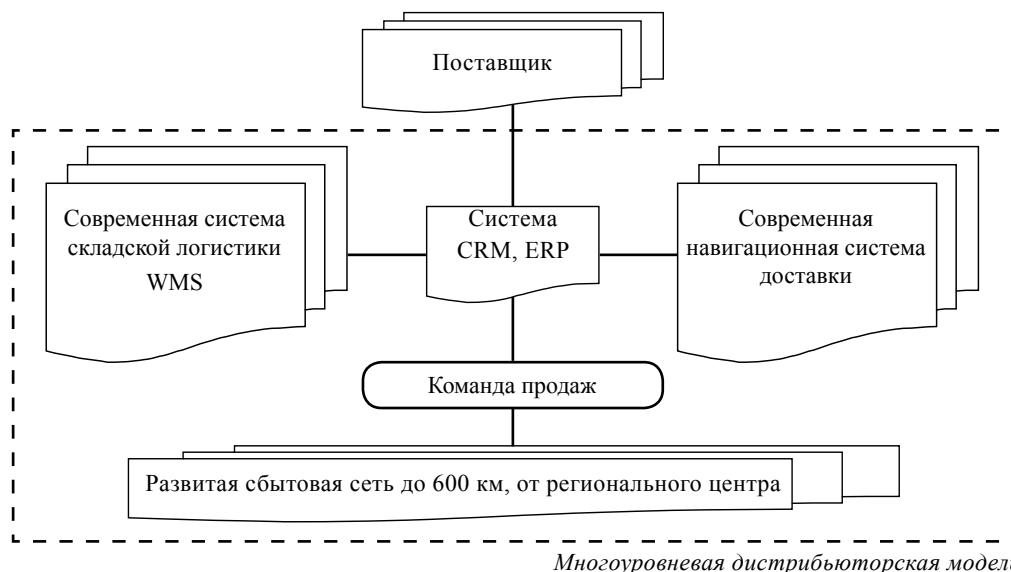 Поставщик
Современная система
складской логистики
WMS
Система
CRM, ERP
Современная
навигационная система
доставки
Команда продаж
Развитая сбытовая сеть до 600 км, от регионального центра
Многоуровневая дистрибьюторская модель